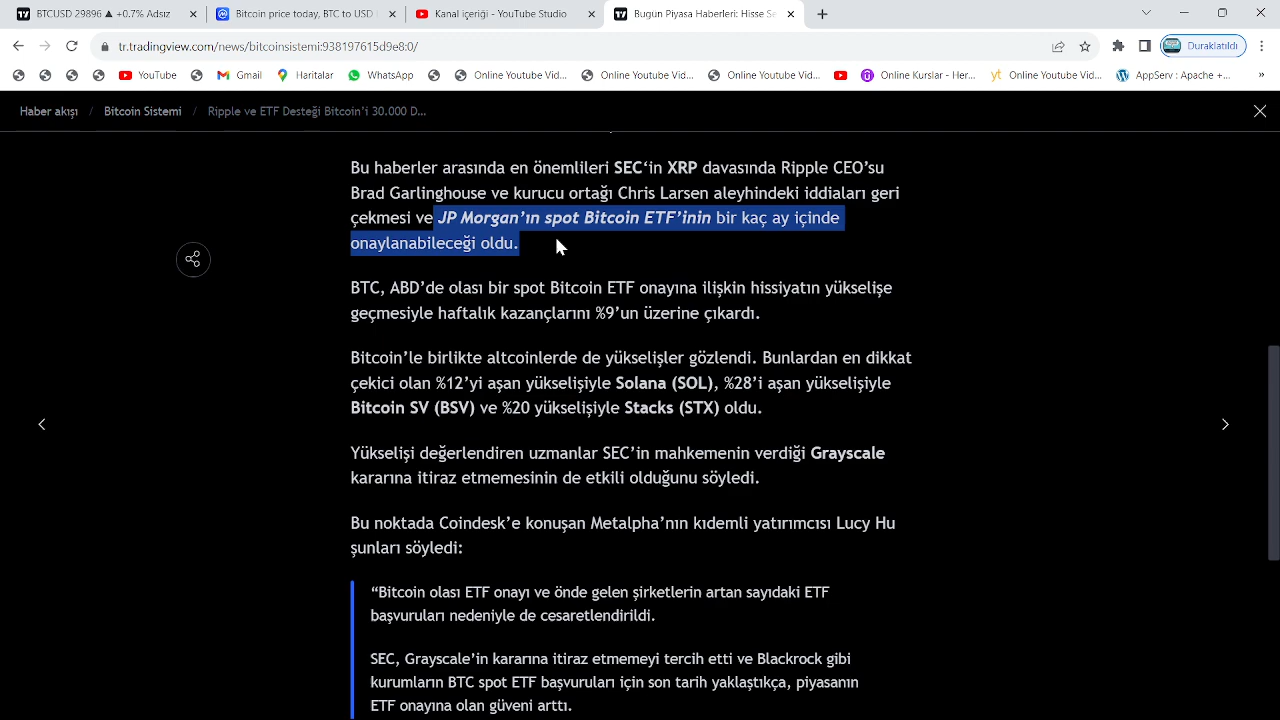 BTCUSD 29896 ▲ +0.7% Adsız
Bitcoin price today, BTC to USD l
Kanal içeriği - YouTube Studio
Bugün Piyasa Haberleri: Hisse Se
tr.tradingview.com/news/bitcoinsistemi:938197615d9e8:0/
Duraklatıldı
YouTube
Gmail
Haritalar
WhatsApp
Online Youtube Vid...
Online Youtube Vid...
Online Youtube Vid...
Online Kurslar - Her...
Online Youtube Vid...
AppServ : Apache +...
»
Haber akışı / Bitcoin Sistemi / Ripple ve ETF Desteği Bitcoin'i 30.000 D...
Bu haberler arasında en önemlileri SEC‘in XRP davasında Ripple CEO’su
Brad Garlinghouse ve kurucu ortağı Chris Larsen aleyhindeki iddiaları geri
çekmesi ve JP Morgan’ın spot Bitcoin ETF’inin bir kaç ay içinde
onaylanabileceği oldu.
BTC, ABD’de olası bir spot Bitcoin ETF onayına ilişkin hissiyatın yükselişe
geçmesiyle haftalık kazançlarını %9’un üzerine çıkardı.
Bitcoin’le birlikte altcoinlerde de yükselişler gözlendi. Bunlardan en dikkat
çekici olan %12’yi aşan yükselişiyle Solana (SOL), %28’i aşan yükselişiyle
Bitcoin SV (BSV) ve %20 yükselişiyle Stacks (STX) oldu.
Yükselişi değerlendiren uzmanlar SEC’in mahkemenin verdiği Grayscale
kararına itiraz etmemesinin de etkili olduğunu söyledi.
Bu noktada Coindesk’e konuşan Metalpha’nın kıdemli yatırımcısı Lucy Hu
şunları söyledi:
“Bitcoin olası ETF onayı ve önde gelen şirketlerin artan sayıdaki ETF
başvuruları nedeniyle de cesaretlendirildi.
SEC, Grayscale’in kararına itiraz etmemeyi tercih etti ve Blackrock gibi
kurumların BTC spot ETF başvuruları için son tarih yaklaştıkça, piyasanın
ETF onayına olan güveni arttı.